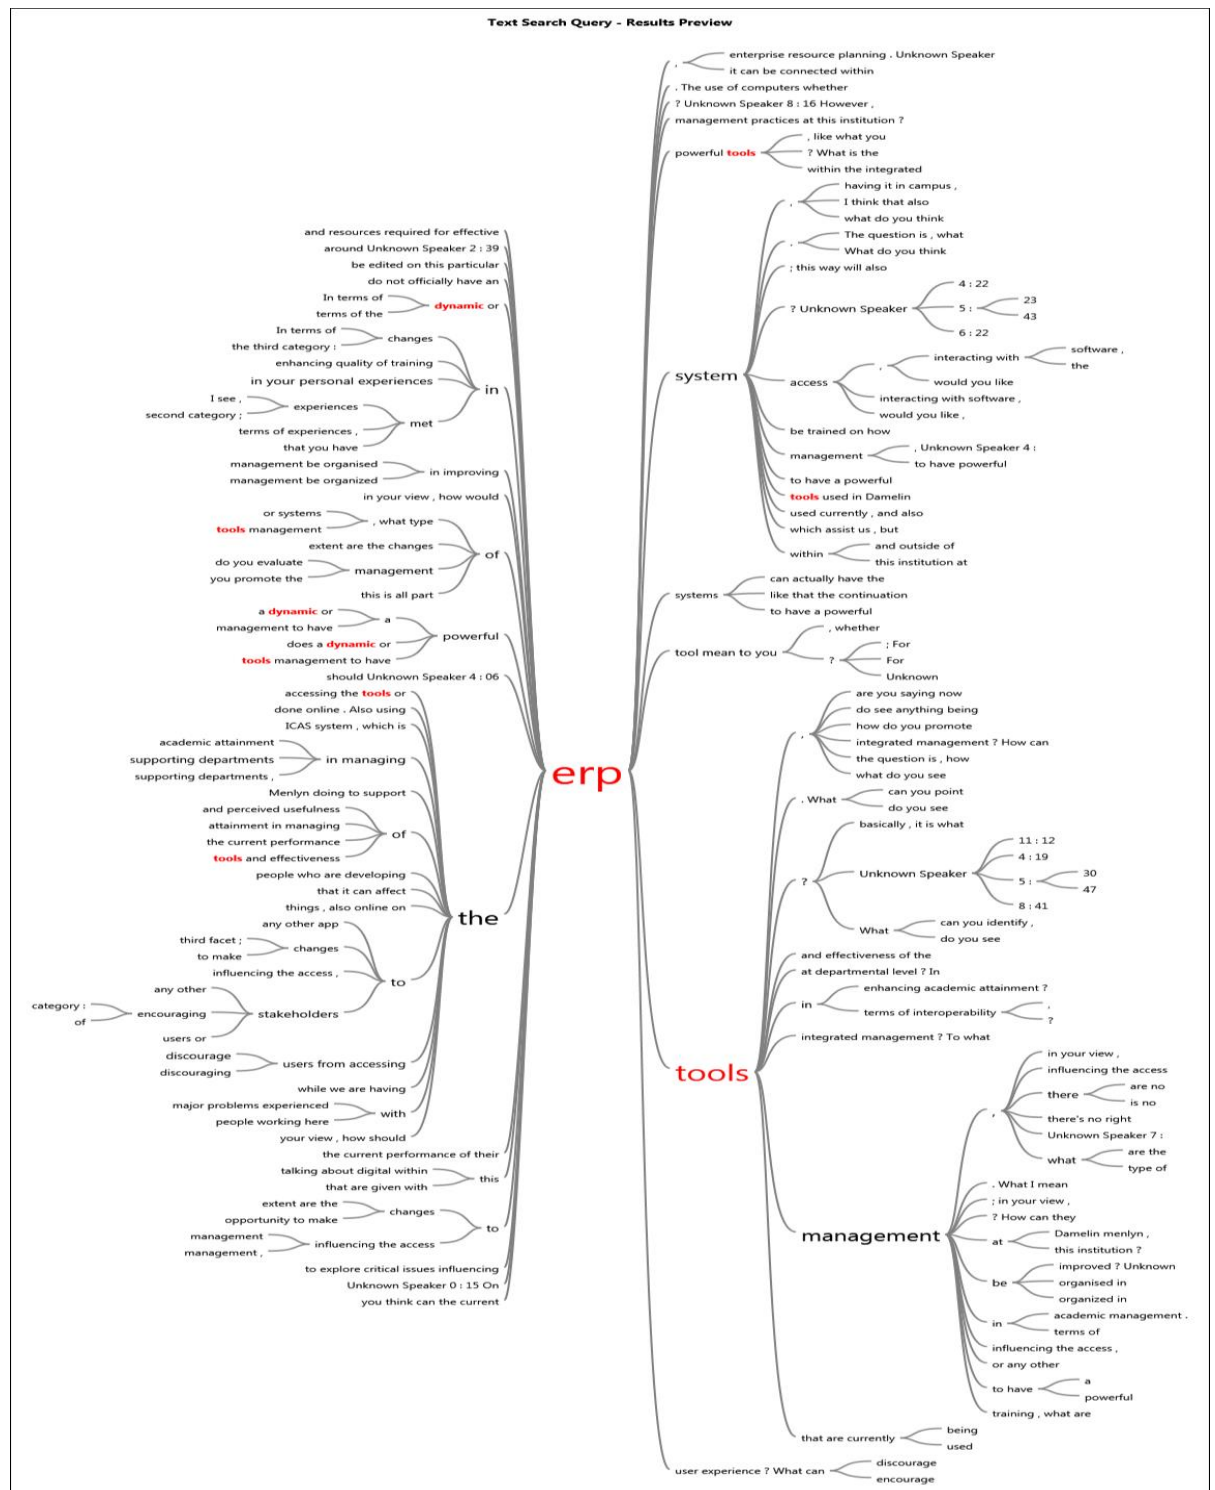 Text Search Query - Results Preview
and resources required for effective
around Unknown Speaker 2 : 39
be edited on this particular
do not officially have an
In terms of
terms of the
dynamic or
In terms of
the third category :
changes
enhancing quality of training
in your personal experiences
I see ,
second category ;
experiences
terms of experiences ,
that you have
met
in
management be organised
management be organized
in improving
in your view , how would
or systems
tools management
, what type
extent are the changes
do you evaluate
you promote the
management
this is all part
of
a dynamic or
management to have
a
does a dynamic or
tools management to have
powerful
should Unknown Speaker 4 : 06
accessing the tools or
done online . Also using
ICAS system , which is
academic attainment
supporting departments
supporting departments ,
in managing
Menlyn doing to support
and perceived usefulness
attainment in managing
the current performance
tools and effectiveness
of
people who are developing
that it can affect
things , also online on
any other app
third facet ;
to make
changes
influencing the access ,
any other
category :
of
encouraging
users or
stakeholders
to
discourage
discouraging
users from accessing
while we are having
major problems experienced
people working here
with
your view , how should
the
the current performance of their
talking about digital within
that are given with
this
extent are the
opportunity to make
changes
management
management ,
influencing the access
to
to explore critical issues influencing
Unknown Speaker 0 : 15 On
you think can the current
erp
,
enterprise resource planning . Unknown Speaker
it can be connected within
. The use of computers whether
? Unknown Speaker 8 : 16 However ,
management practices at this institution ?
powerful tools
, like what you
? What is the
within the integrated
system
,
having it in campus ,
I think that also
what do you think
.
The question is , what
What do you think
; this way will also
? Unknown Speaker
4 : 22
5 :
23
43
6 : 22
access
,
interacting with
software ,
the
would you like
interacting with software ,
would you like ,
be trained on how
management
, Unknown Speaker 4 :
to have powerful
to have a powerful
tools used in Damelin
used currently , and also
which assist us , but
within
and outside of
this institution at
systems
can actually have the
like that the continuation
to have a powerful
tool mean to you
, whether
?
; For
For
Unknown
tools
,
are you saying now
do see anything being
how do you promote
integrated management ? How can
the question is , how
what do you see
. What
can you point
do you see
?
basically , it is what
Unknown Speaker
11 : 12
4 : 19
5 :
30
47
8 : 41
What
can you identify ,
do you see
and effectiveness of the
at departmental level ? In
in
enhancing academic attainment ?
terms of interoperability
,
?
integrated management ? To what
management
,
in your view ,
influencing the access
there
are no
is no
there's no right
Unknown Speaker 7 :
what
are the
type of
. What I mean
; in your view ,
? How can they
at
Damelin menlyn ,
this institution ?
be
improved ? Unknown
organised in
organized in
in
academic management .
terms of
influencing the access ,
or any other
to have
a
powerful
training , what are
that are currently
being
used
user experience ? What can
discourage
encourage